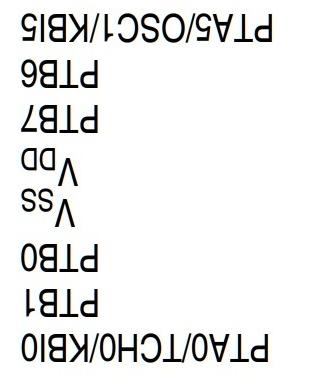 PTA0/TCH0/KBI0
PTB1
PTB0
VSS
VDD
PTB7
PTB6
PTA5/OSC1/KBI5